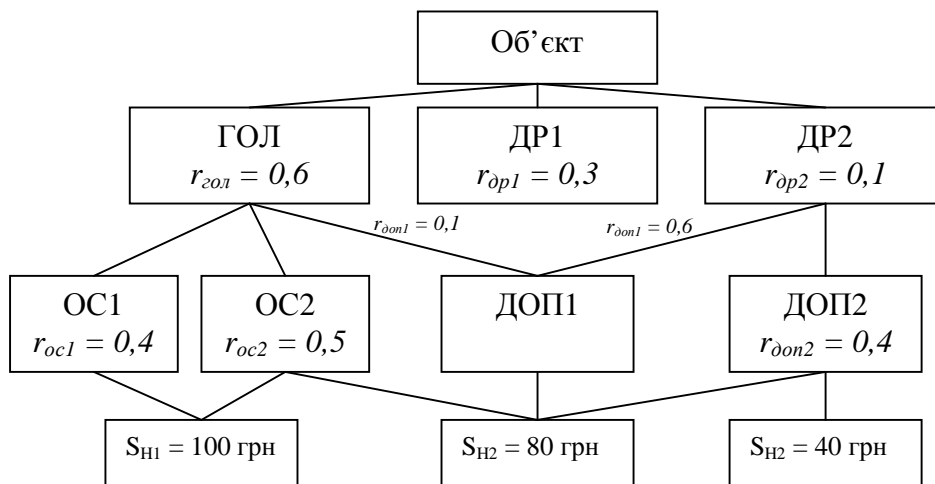 Об’єкт
ГОЛ
r_гол = 0,6
ДР1
r_др1 = 0,3
ДР2
r_др2 = 0,1
r_доп1 = 0,1
r_доп1 = 0,6
ОС1
r_ос1 = 0,4
ОС2
r_ос2 = 0,5
ДОП1
ДОП2
r_доп2 = 0,4
S_Н1 = 100 грн
S_Н2 = 80 грн
S_Н2 = 40 грн